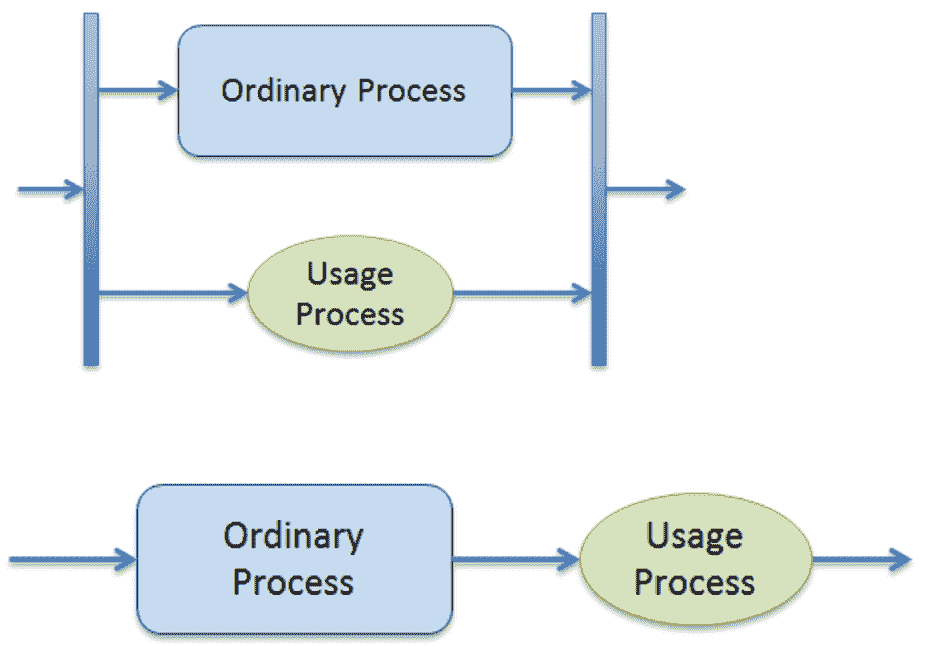 Ordinary Process
Usage
Process
Ordinary
Process
Usage
Process